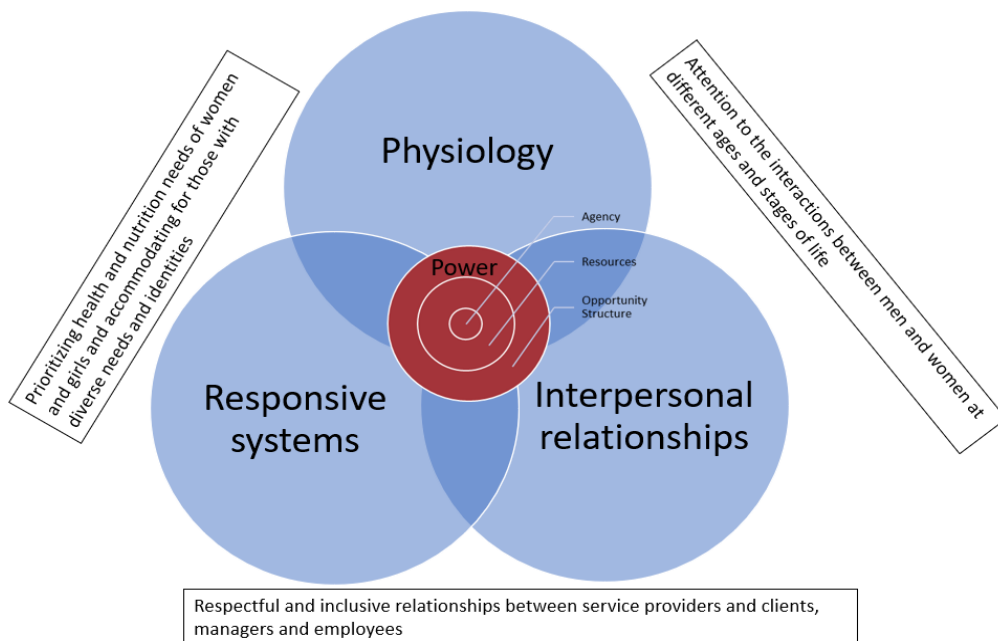 Physiology
Agency
Power
Resources
Opportunity
Structure
Responsive
systems
Interpersonal
relationships
Prioritizing health and nutrition needs of women
and girls and accommodating for those with
diverse needs and identities
Attention to the interactions between men and women at
different ages and stages of life
Respectful and inclusive relationships between service providers and clients,
managers and employees